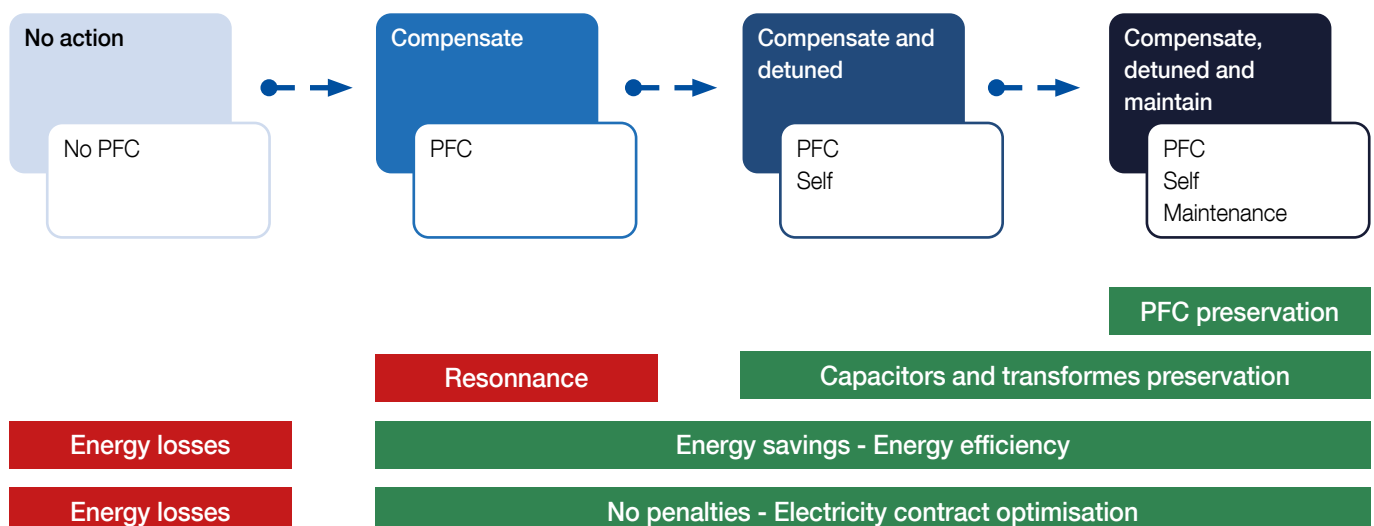 No action
Compensate
Compensate and
detuned
Compensate,
detuned and
maintain
No PFC
PFC
PFC
Self
PFC
Self
Maintenance
PFC preservation
Resonnance
Capacitors and transformes preservation
Energy losses
Energy savings - Energy efficiency
Energy losses
No penalties - Electricity contract optimisation